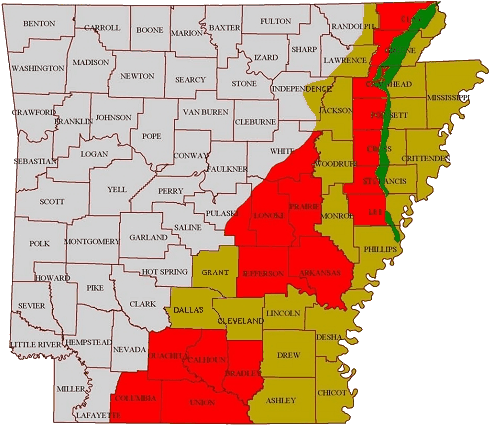 BENTON
CARROLL
BOONE
MARION
BAXTER
FULTON
RANDOLPH
SHARP
IZARD
LAWRENCE
WASHINGTON
MADISON
NEWTON
SEARCY
STONE
INDEPENDENCE
JACKSON
MISSISSIPPI
CRAWFORD
FRANKLIN
JOHNSON
VAN BUREN
CLEBURNE
POPE
CROSS
CRITTENDEN
WHITE
WOODRUFF
SEBASTIAN
LOGAN
CONWAY
FAULKNER
ST FRANCIS
YELL
PERRY
SCOTT
PULASKI
LONOKE
PRAIRIE
MONROE
LEE
SALINE
GARLAND
POLK
MONTGOMERY
PHILLIPS
HOT SPRING
GRANT
JEFFERSON
ARKANSAS
HOWARD
PIKE
CLARK
DALLAS
CLEVELAND
LINCOLN
SEVIER
DESHA
LITTLE RIVER
HEMPSTEAD
NEVADA
OUACHITA
CALHOUN
DREW
BRADLEY
MILLER
COLUMBIA
UNION
ASHLEY
CHICOT
LAFAYETTE